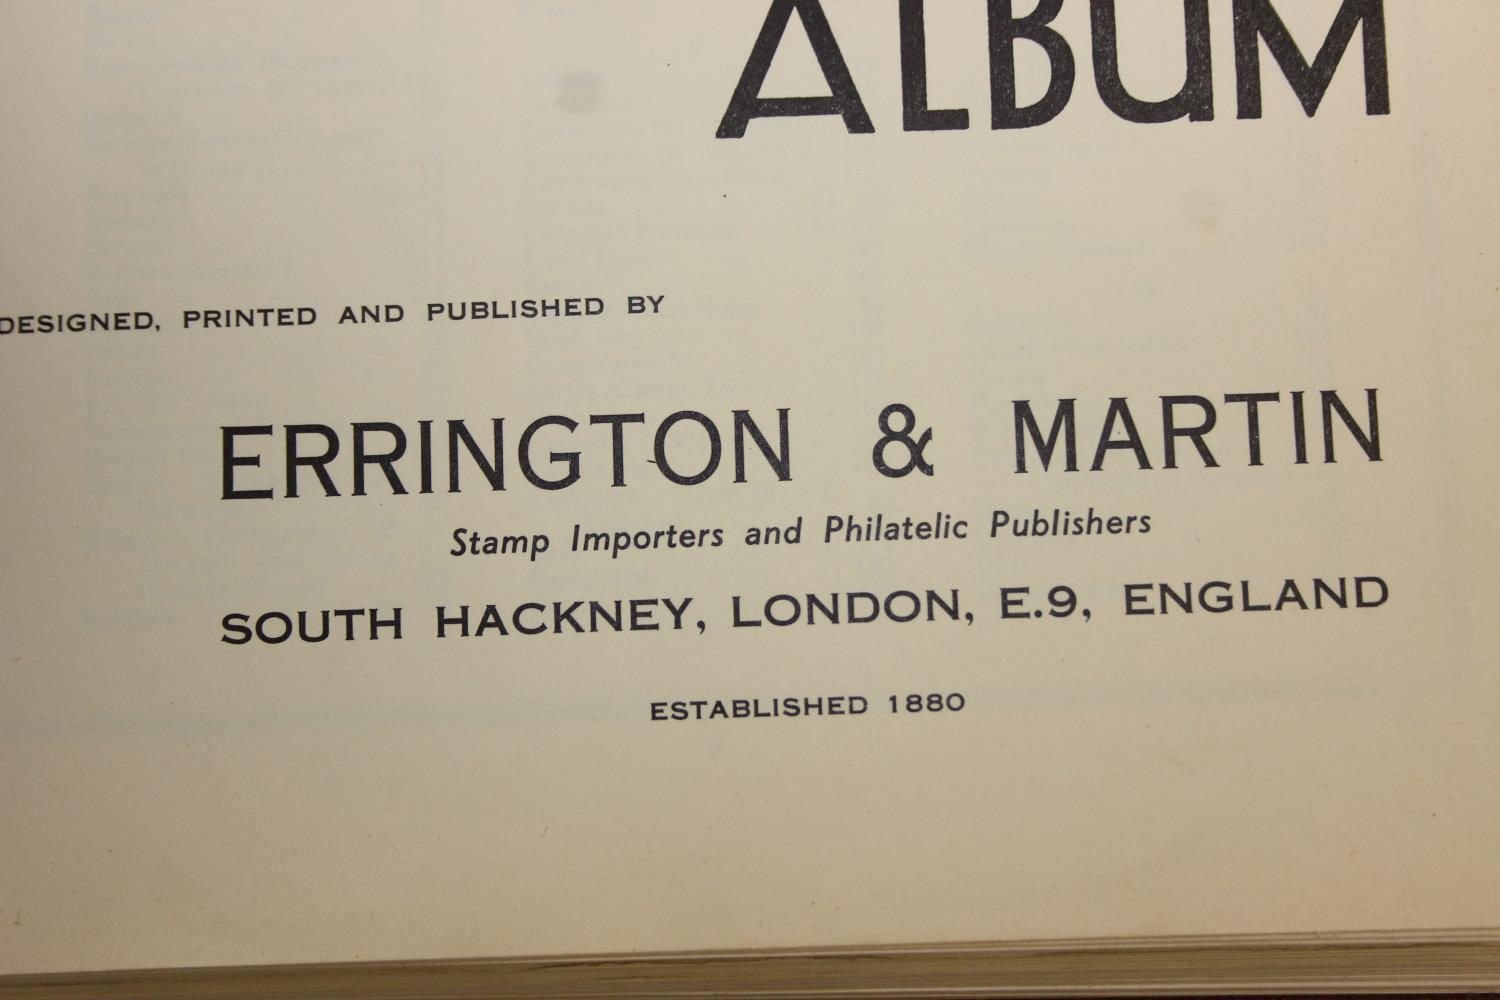 ALBUM
DESIGNED, PRINTED AND PUBLISHED BY
ERRINGTON & MARTIN
Stamp Importers and Philatelic Publishers
SOUTH HACKNEY, LONDON, E.9, ENGLAND
ESTABLISHED 1880